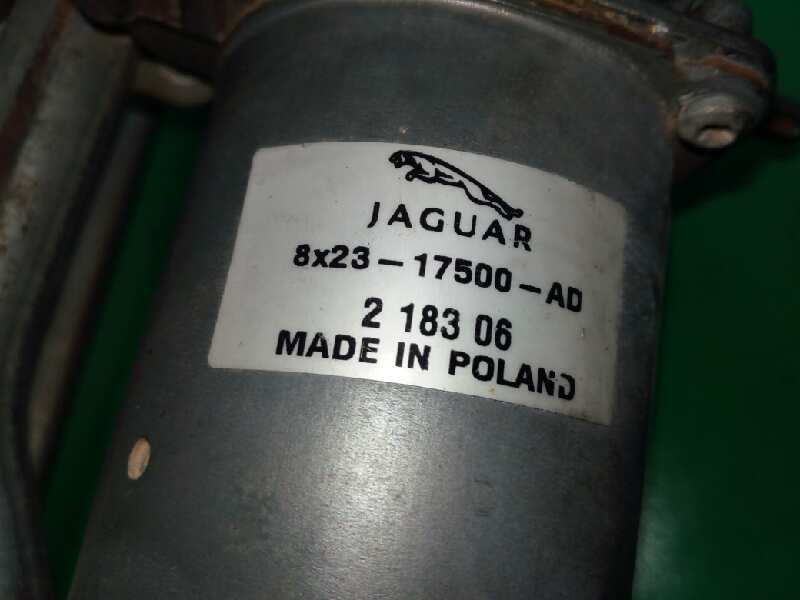 JAGUAR
8x23-17500-AD
2 183 06
MADE IN POLAND